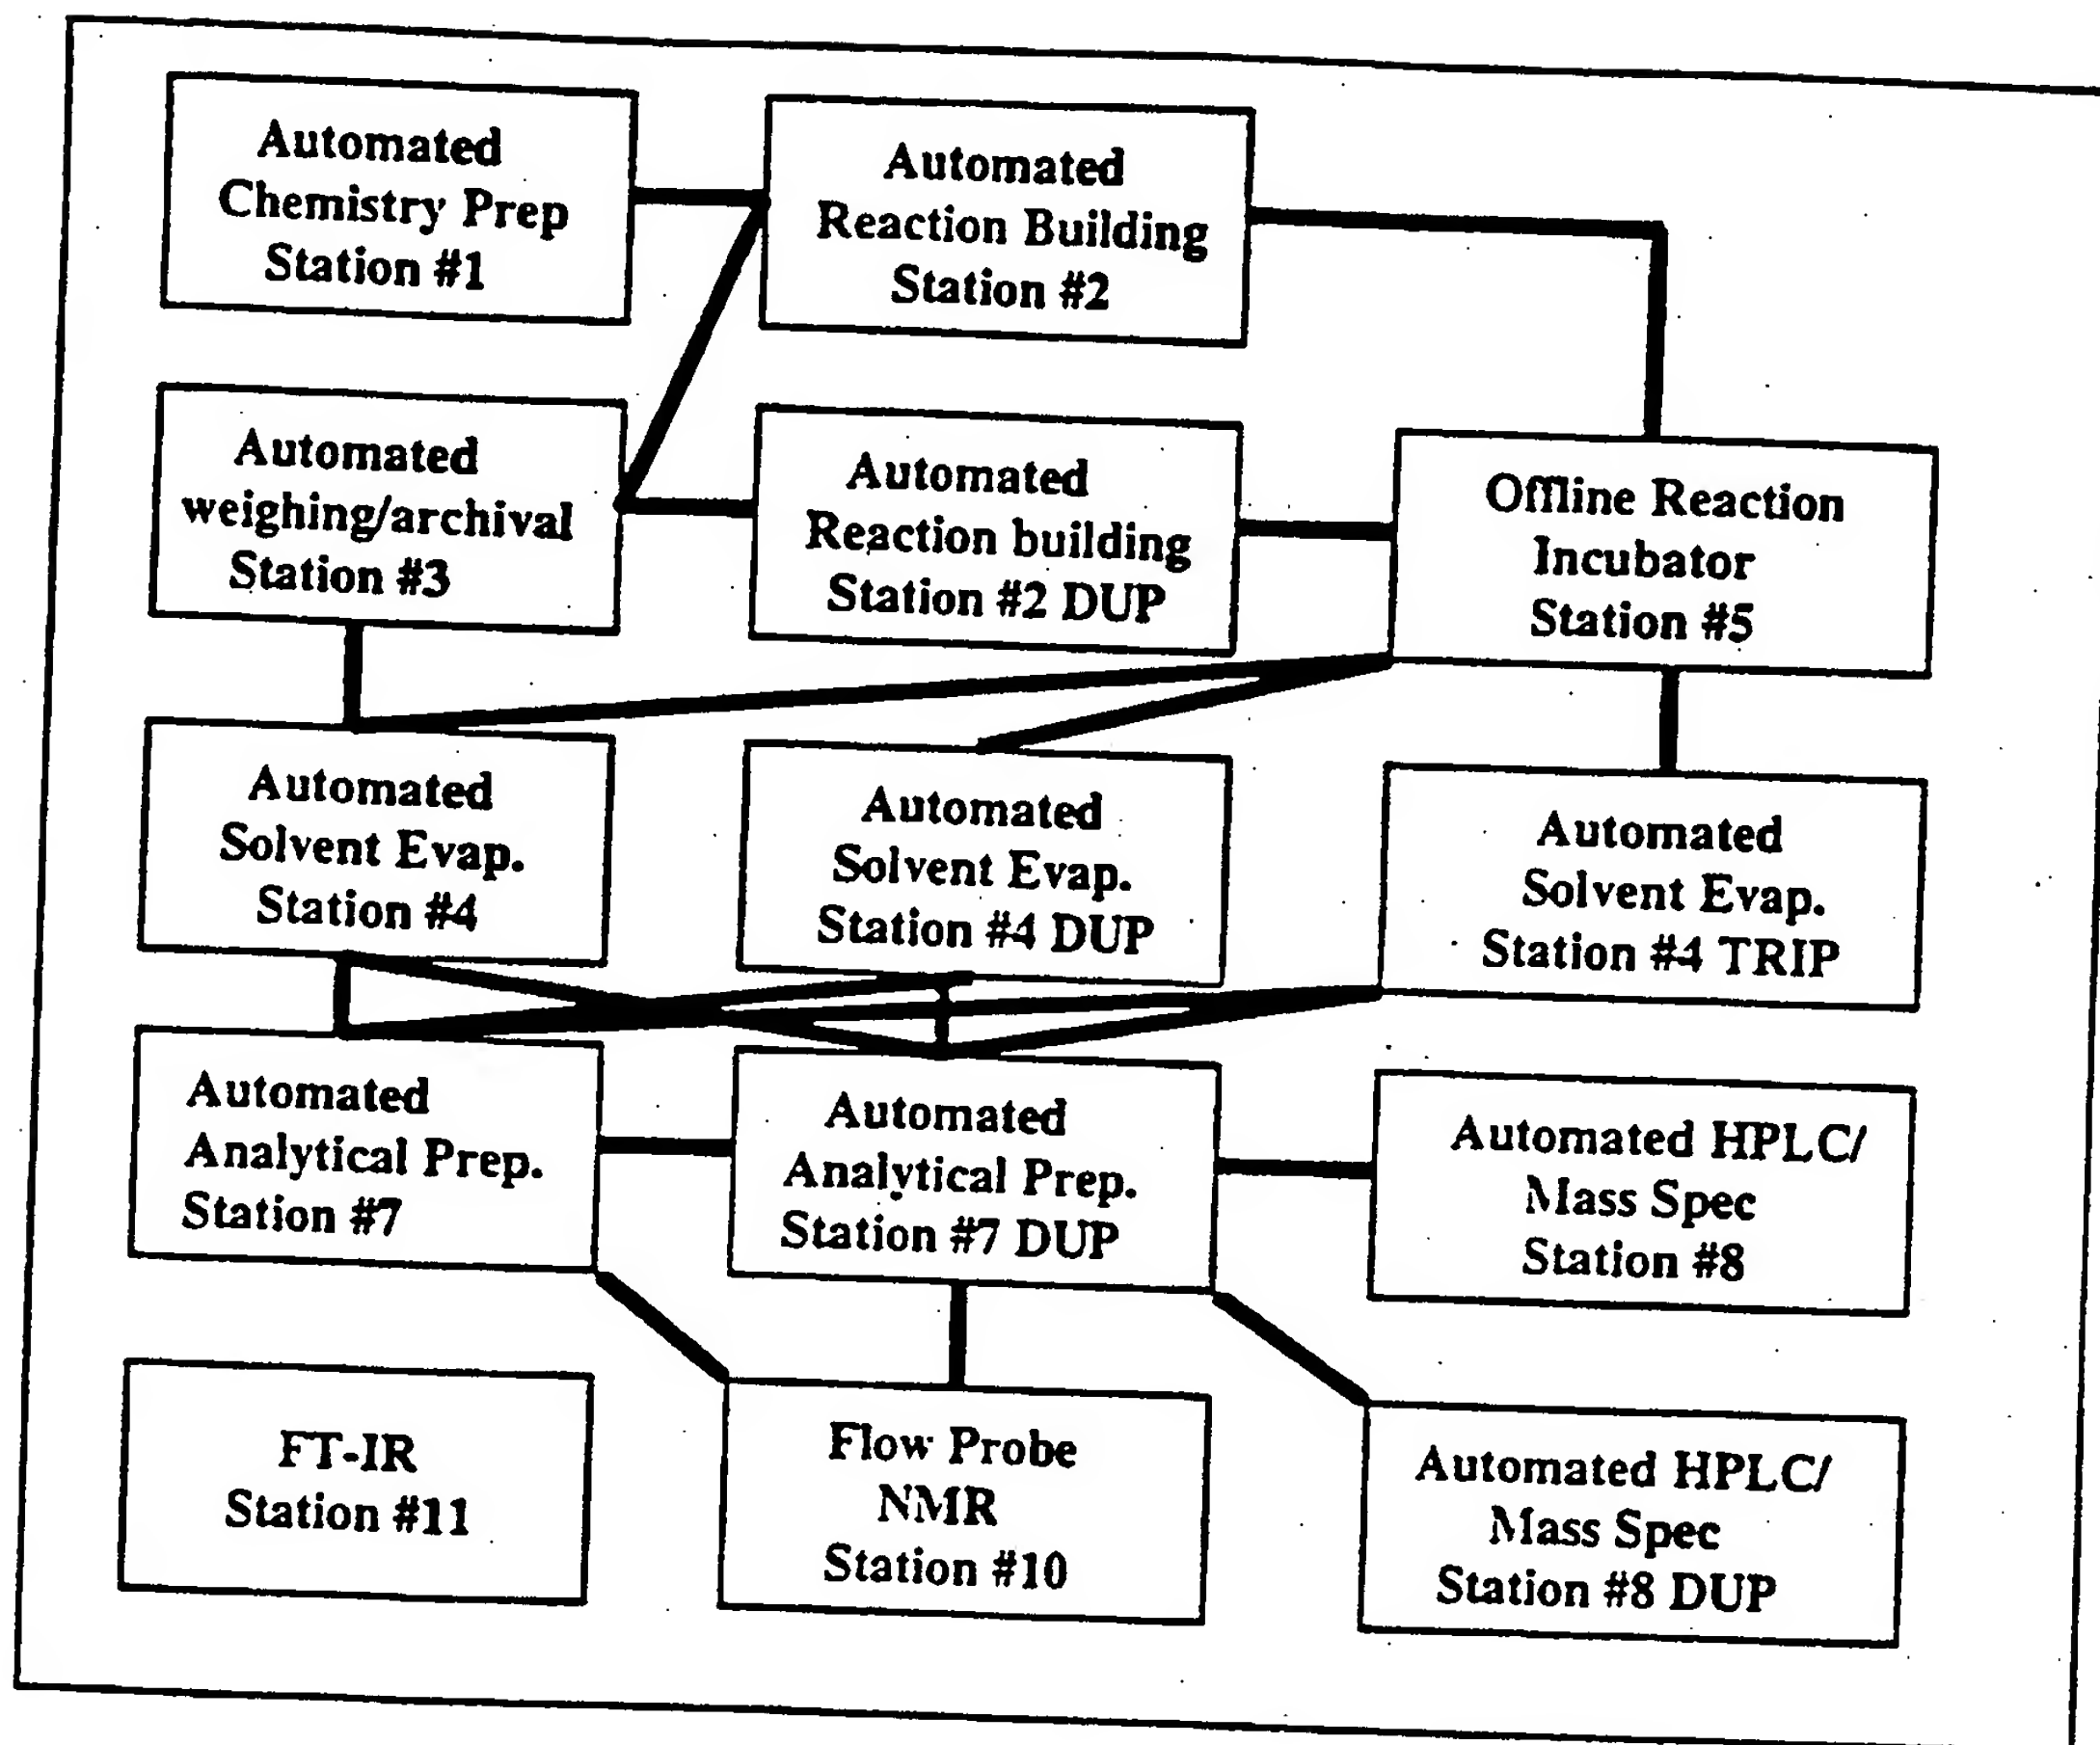 Automated
Chemistry Prep
Station #1
Automated
Reaction Building
Station #2
Automated
weighing/archival
Station #3
Automated
Reaction building
Station #2 DUP
Offline Reaction
Incubator
Station #5
Automated
Solvent Evap.
Station #4
Automated
Solvent Evap.
Station #4 DUP
Automated
Solvent Evap.
Station #4 TRIP
Automated
Analytical Prep.
Station #7
Automated
Analytical Prep.
Station #7 DUP
Automated HPLC/
Mass Spec
Station #8
FT-IR
Station #11
Flow Probe
NMR
Station #10
Automated HPLC/
Mass Spec
Station #8 DUP